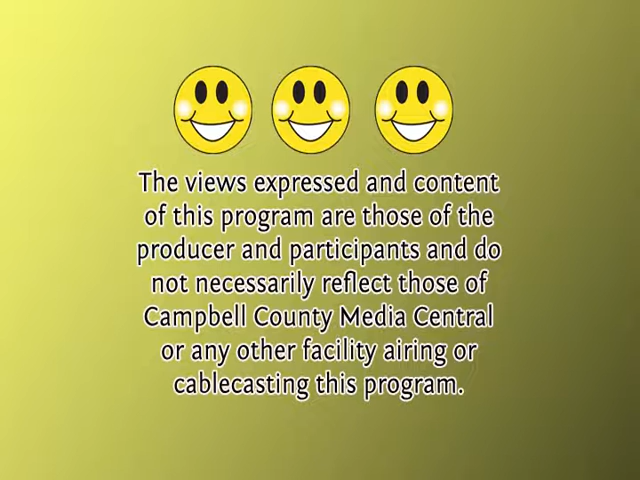 The views expressed and content
of this program are those of the
producer and participants and do
not necessarily reflect those of
Campbell County Media Central
or any other facility airing or
cablecasting this program.